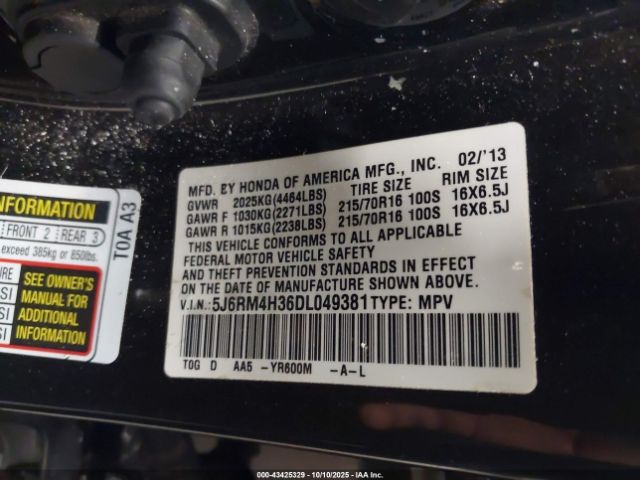 MFD. BY HONDA OF AMERICA MFG., INC. 02/'13
TIRE SIZE RIM SIZE
GVWR 2025KG(4464LBS)
GAWR F 1030KG(2271LBS) 215/70R16 100S 16X6.5J
GAWR R 1015KG(2238LBS) 215/70R16 100S 16X6.5J
THIS VEHICLE CONFORMS TO ALL APPLICABLE
FEDERAL MOTOR VEHICLE SAFETY
AND THEFT PREVENTION STANDARDS IN EFFECT
ON THE DATE OF MANUFACTURE SHOWN ABOVE.
V.I.N.: 5J6RM4H36DL049381 TYPE: MPV
TOG D AA5 -YR600M -A-L
INFORMATION
FRONT 2 REAR 3
exceed 385kg or 850lbs.
SEE OWNER'S
MANUAL FOR
ADDITIONAL
INFORMATION
T0A A3
000-43425329 - 10/10/2025 - IAAI.com